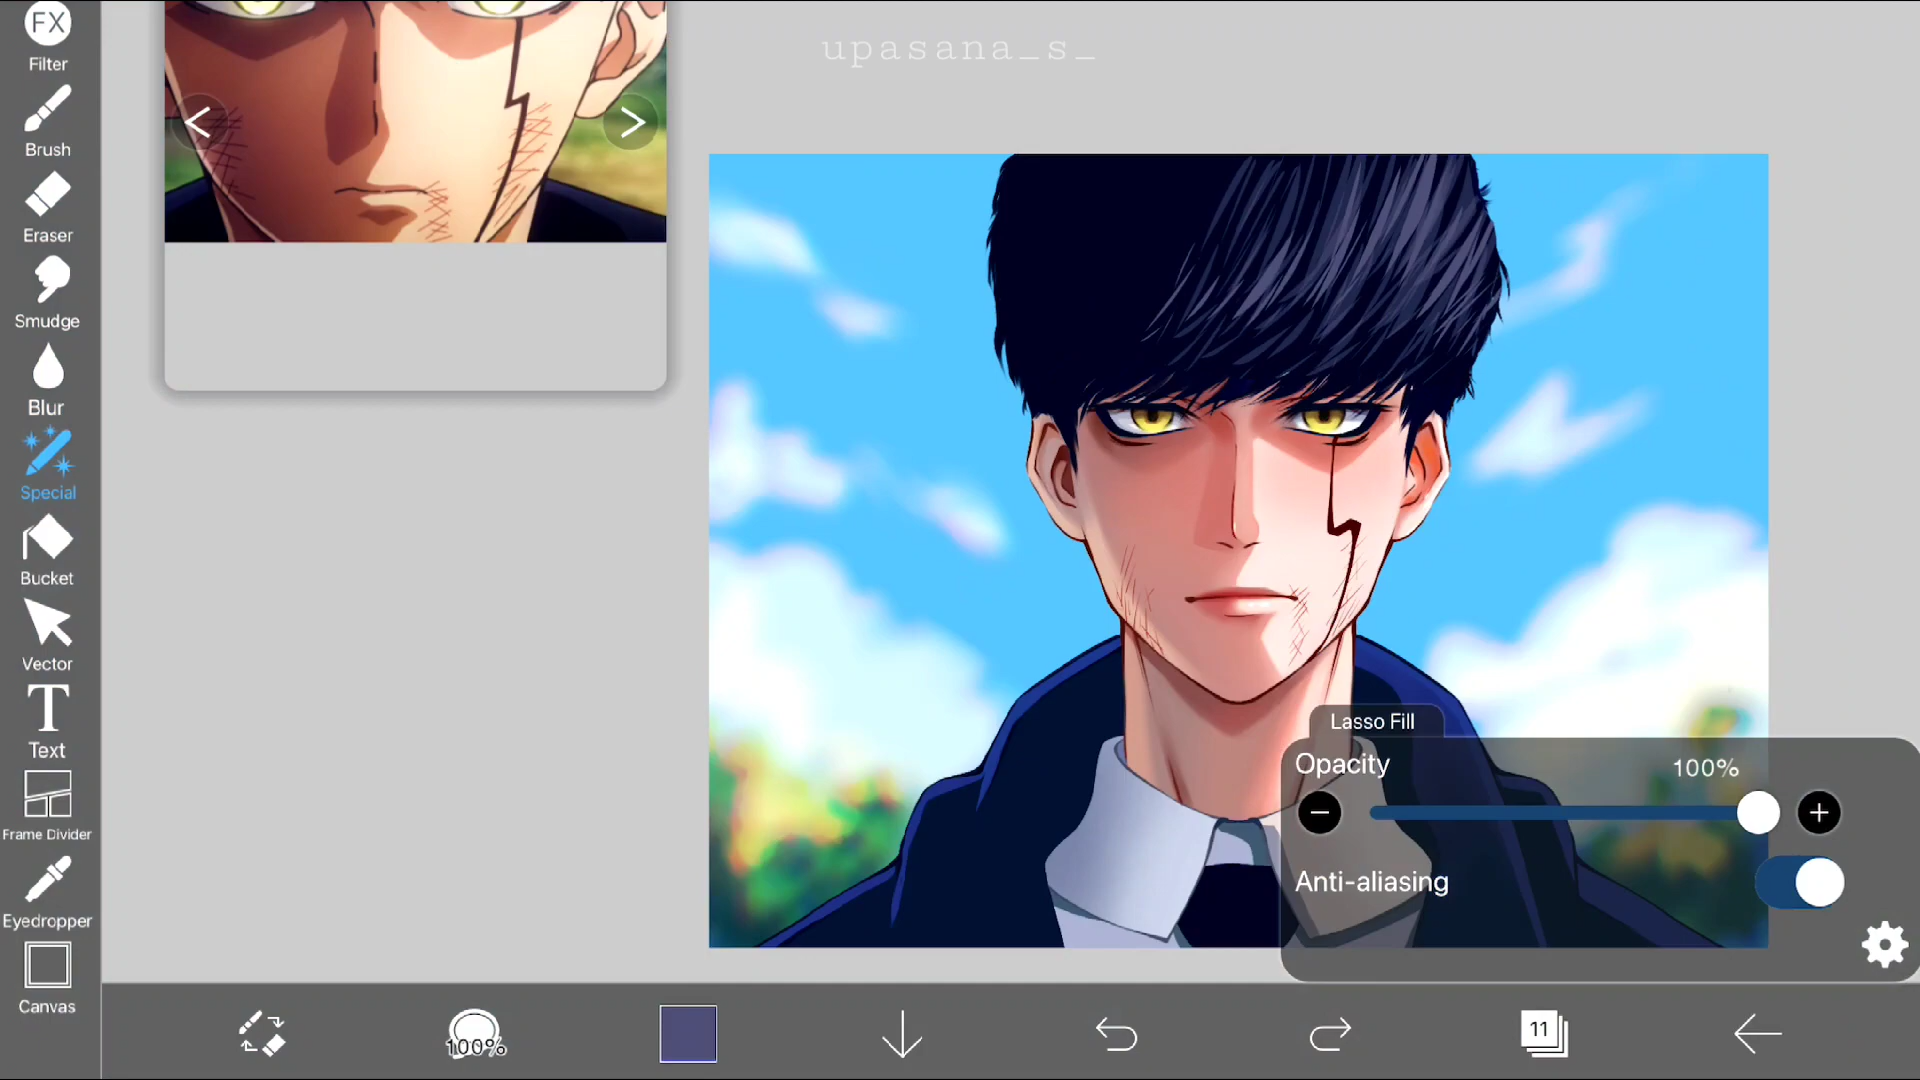 FX
Filter
Brush
Eraser
Smudge
Blur
Special
Bucket
Vector
T
Text
Frame Divider
Eyedropper
Canvas
upasana_s_
Lasso Fill
Opacity
100%
Anti-aliasing
100%
11